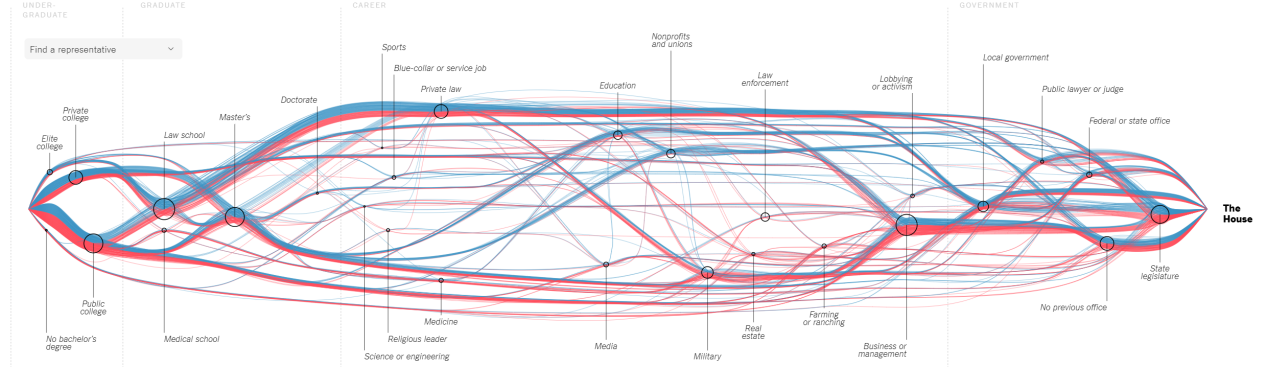 UNDER-
GRADUATE
GRADUATE
CAREER
GOVERNMENT
Find a representative
Sports
Blue-collar or service job
Private law
Nonprofits
and unions
Education
Law
enforcement
Lobbying
or activism
Local government
Public lawyer or judge
Federal or state office
Doctorate
Master's
Law school
Private
college
Elite
college
The
House
Public
college
No bachelor's
degree
Medical school
Medicine
Religious leader
Science or engineering
Media
Military
Real
estate
Farming
or ranching
Business or
management
No previous office
State
legislature